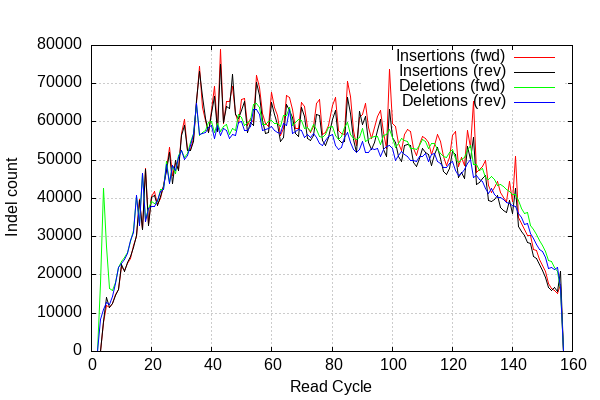 80000
70000
60000
50000
40000
30000
20000
10000
0
Indel count
Insertions (fwd)
Insertions (rev)
Deletions (fwd)
Deletions (rev)
0 20 40 60 80 100 120 140 160
Read Cycle